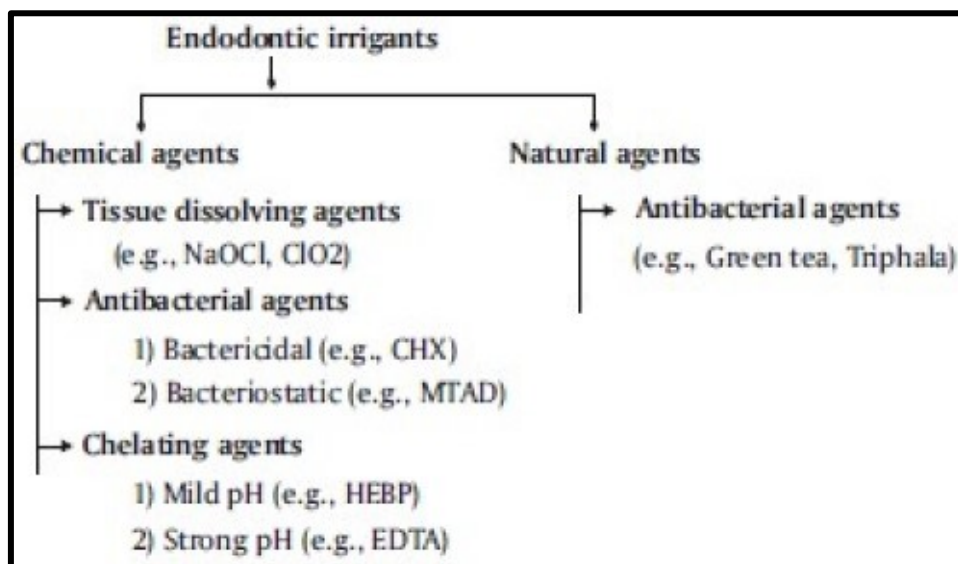 Endodontic irrigants
Chemical agents
Natural agents
Tissue dissolving agents
(e.g., NaOCl, ClO2)
Antibacterial agents
(e.g., Green tea, Triphala)
Antibacterial agents
1) Bactericidal (e.g., CHX)
2) Bacteriostatic (e.g., MTAD)
Chelating agents
1) Mild pH (e.g., HEBP)
2) Strong pH (e.g., EDTA)